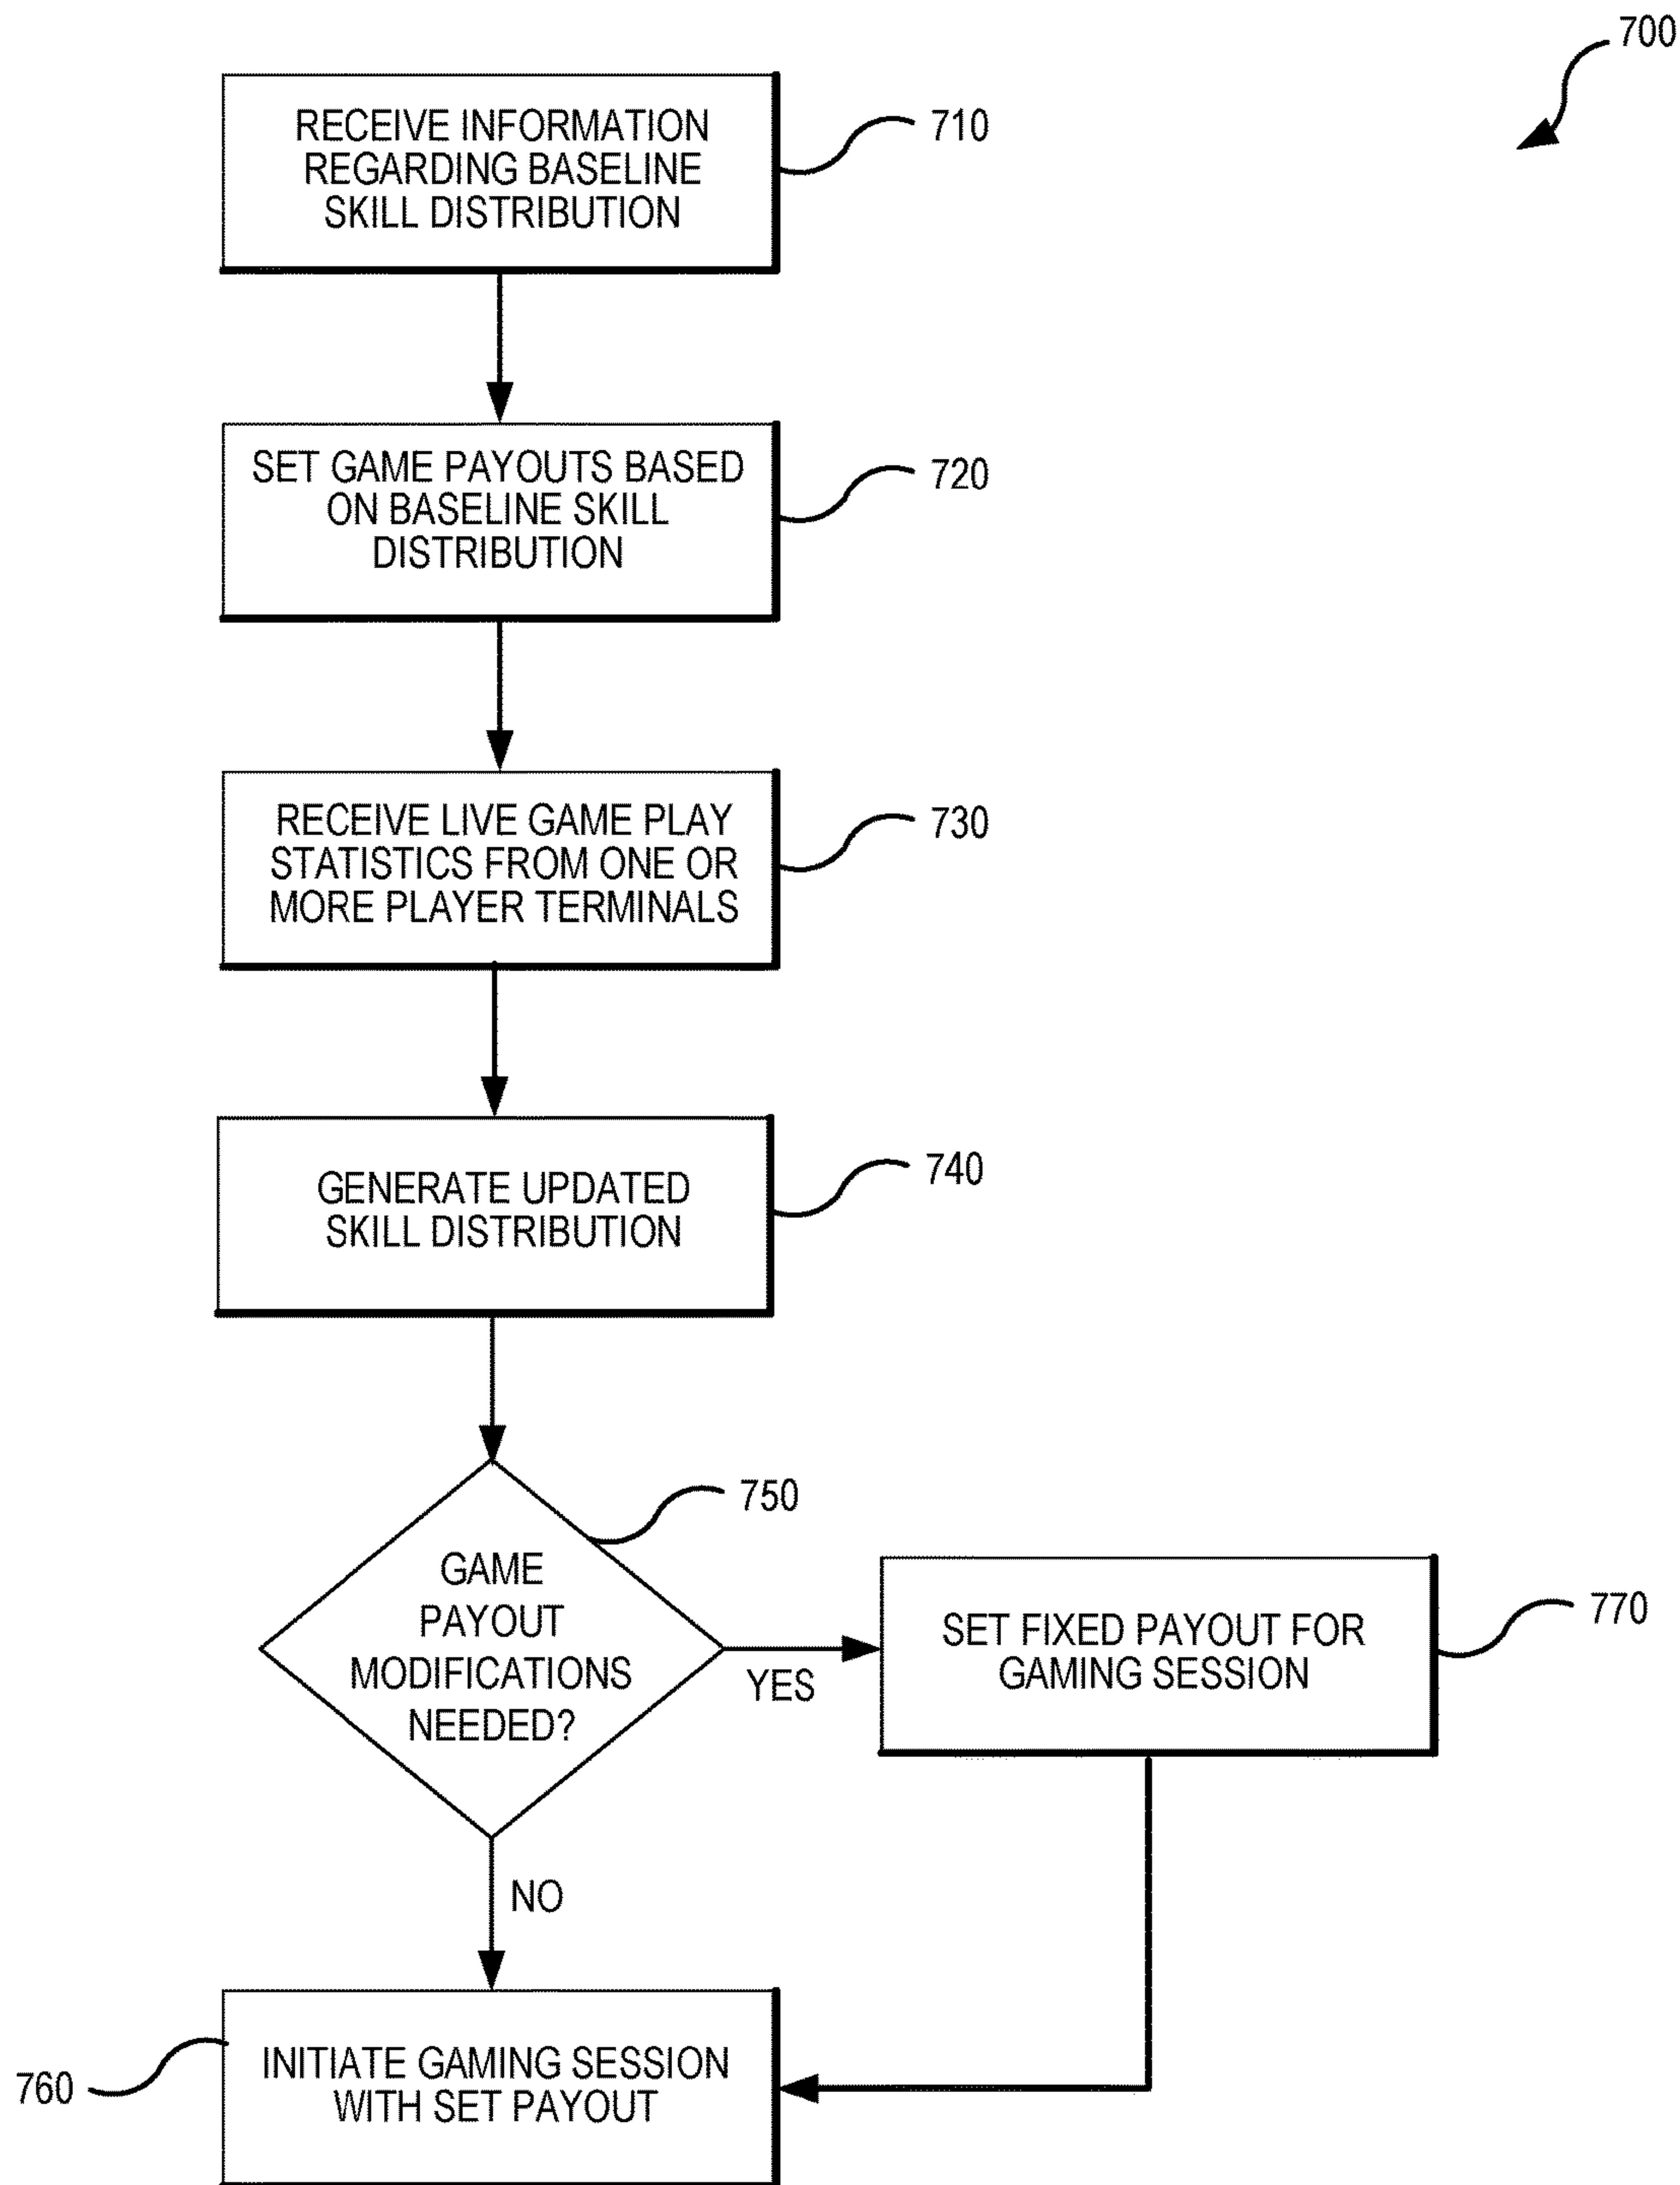 700
RECEIVE INFORMATION
REGARDING BASELINE
SKILL DISTRIBUTION
710
SET GAME PAYOUTS BASED
ON BASELINE SKILL
DISTRIBUTION
720
RECEIVE LIVE GAME PLAY
STATISTICS FROM ONE OR
MORE PLAYER TERMINALS
730
GENERATE UPDATED
SKILL DISTRIBUTION
740
GAME
PAYOUT
MODIFICATIONS
NEEDED?
750
YES
SET FIXED PAYOUT FOR
GAMING SESSION
770
NO
INITIATE GAMING SESSION
WITH SET PAYOUT
760